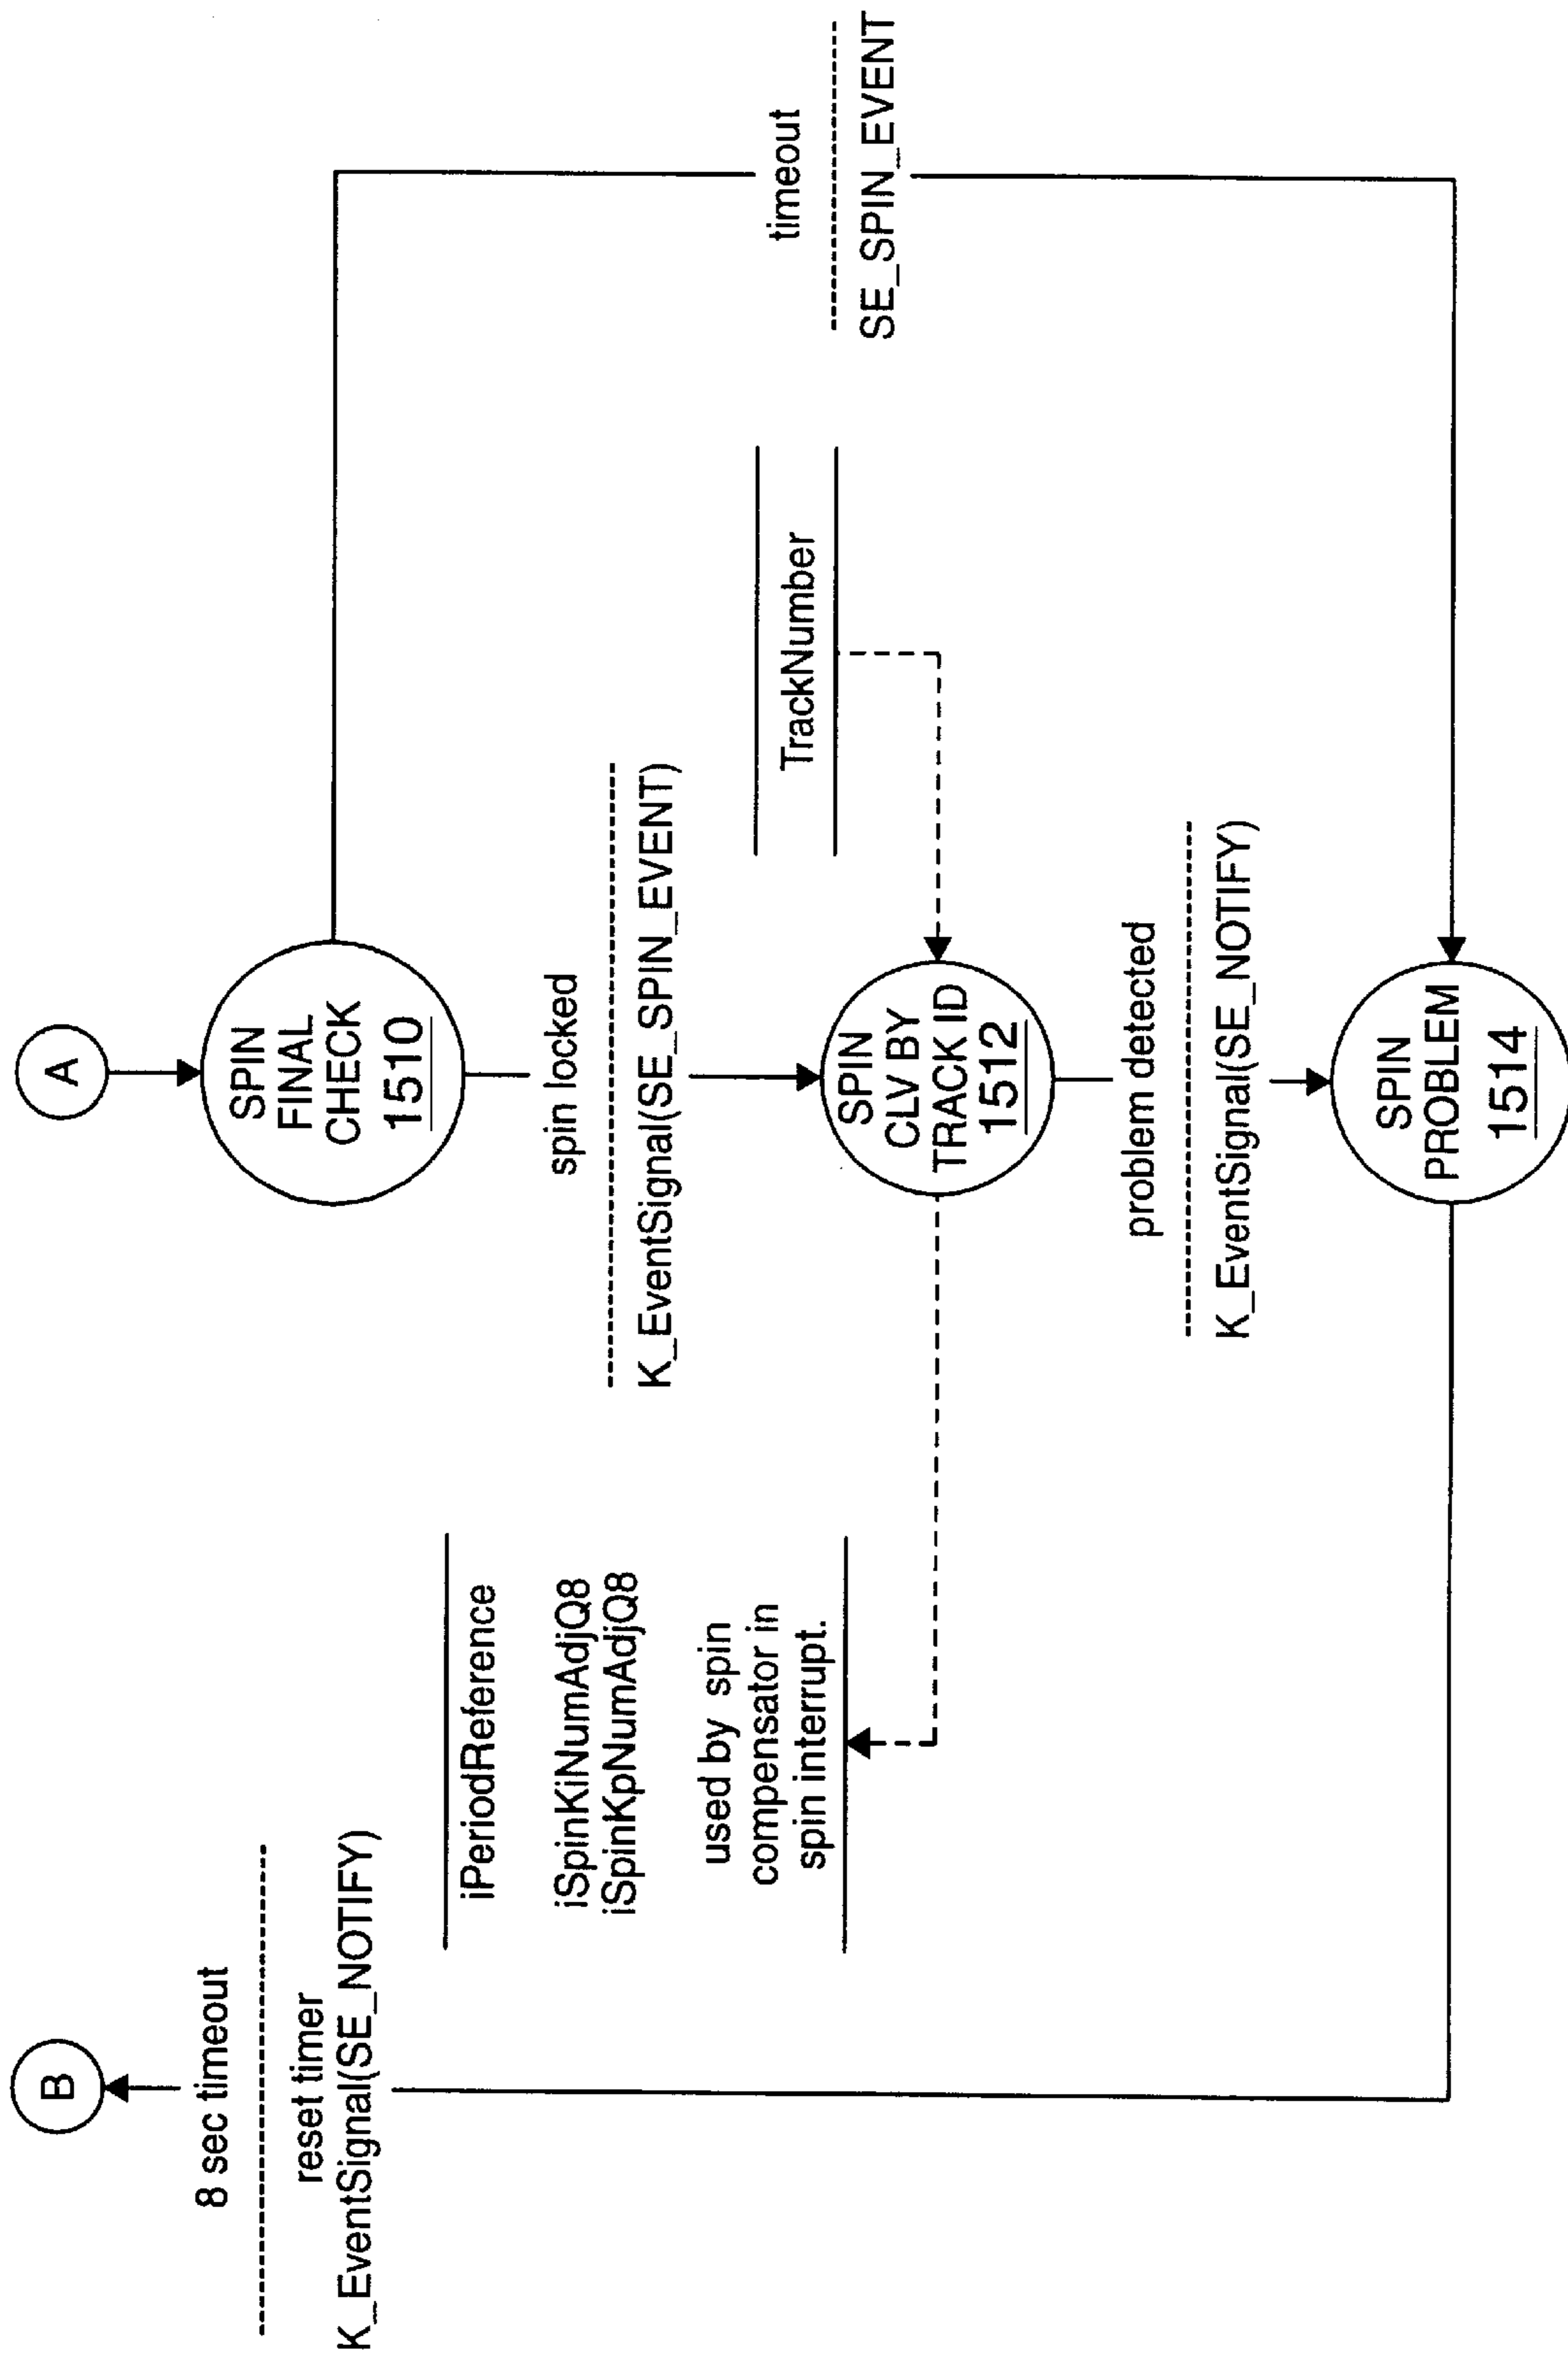 A
SPIN
FINAL
CHECK
1510
timeout
SE_SPIN_EVENT
spin locked
K_EventSignal(SE_SPIN_EVENT)
TrackNumber
SPIN
CLV BY
TRACK ID
1512
problem detected
K_EventSignal(SE_NOTIFY)
SPIN
PROBLEM
1514
iPeriodReference
iSpinKiNumAdjQ8
iSpinKpNumAdjQ8
used by spin
compensator in
spin interrupt.
B
8 sec timeout
reset timer
K_EventSignal(SE_NOTIFY)